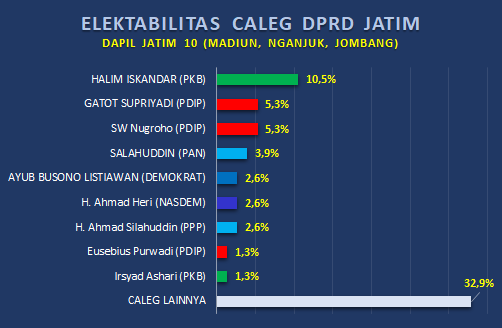 ELEKTABILITAS CALEG DPRD JATIM
DAPIL JATIM 10 (MADIUN, NGANJUK, JOMBANG)
HALIM ISKANDAR (PKB) 10,5%
GATOT SUPRIYADI (PDIP) 5,3%
SW Nugroho (PDIP) 5,3%
SALAHUDDIN (PAN) 3,9%
AYUB BUSONO LISTIAWAN (DEMOKRAT) 2,6%
H. Ahmad Heri (NASDEM) 2,6%
H. Ahmad Silahuddin (PPP) 2,6%
Eusebius Purwadi (PDIP) 1,3%
Irsyad Ashari (PKB) 1,3%
CALEG LAINNYA 32,9%